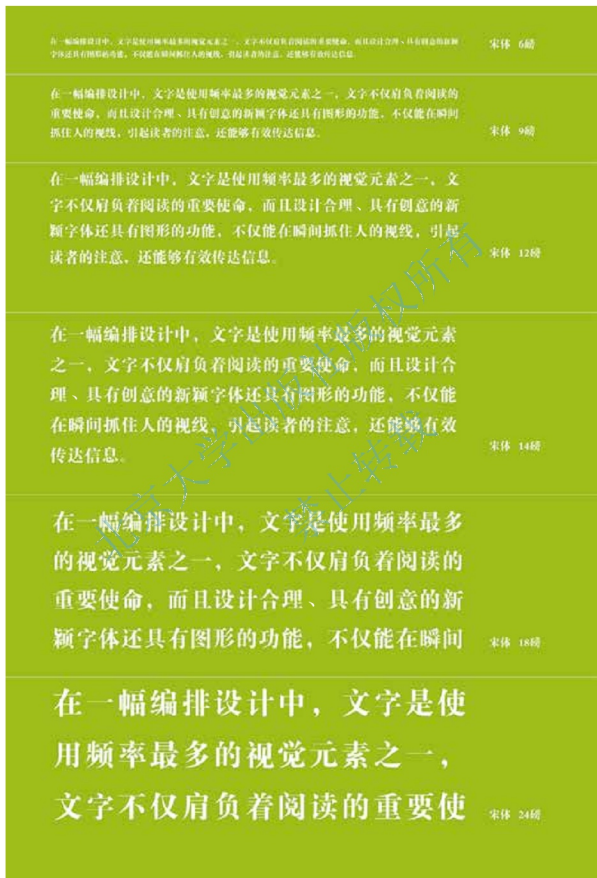 在一幅编排设计中，文字是使用频率最多的视觉元素之一，文字不仅肩负着阅读的重要使命，而且设计合理、具有创意的新颖
字体还具有图形的功能，不仅能在瞬间抓住人的视线，引起读者的注意，还能够有效传达信息。
宋体 6磅
在一幅编排设计中，文字是使用频率最多的视觉元素之一，文字不仅肩负着阅读的
重要使命，而且设计合理、具有创意的新颖字体还具有图形的功能，不仅能在瞬间
抓住人的视线，引起读者的注意，还能够有效传达信息。
宋体 9磅
在一幅编排设计中，文字是使用频率最多的视觉元素之一，文
字不仅肩负着阅读的重要使命，而且设计合理、具有创意的新
颖字体还具有图形的功能，不仅能在瞬间抓住人的视线，引起
读者的注意，还能够有效传达信息。
宋体 12磅
在一幅编排设计中，文字是使用频率最多的视觉元素
之一，文字不仅肩负着阅读的重要使命，而且设计合
理、具有创意的新颖字体还具有图形的功能，不仅能
在瞬间抓住人的视线，引起读者的注意，还能够有效
传达信息。
宋体 14磅
在一幅编排设计中，文字是使用频率最多
的视觉元素之一，文字不仅肩负着阅读的
重要使命，而且设计合理、具有创意的新
颖字体还具有图形的功能，不仅能在瞬间
宋体 18磅
在一幅编排设计中，文字是使
用频率最多的视觉元素之一，
文字不仅肩负着阅读的重要使
宋体 24磅
北京大学出版社版权所有
禁止转载